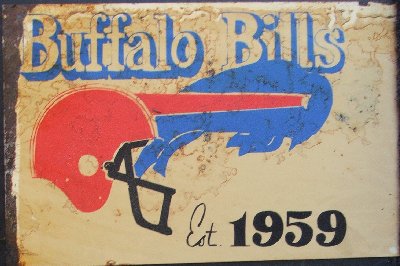 Buffalo Bills
Est. 1959